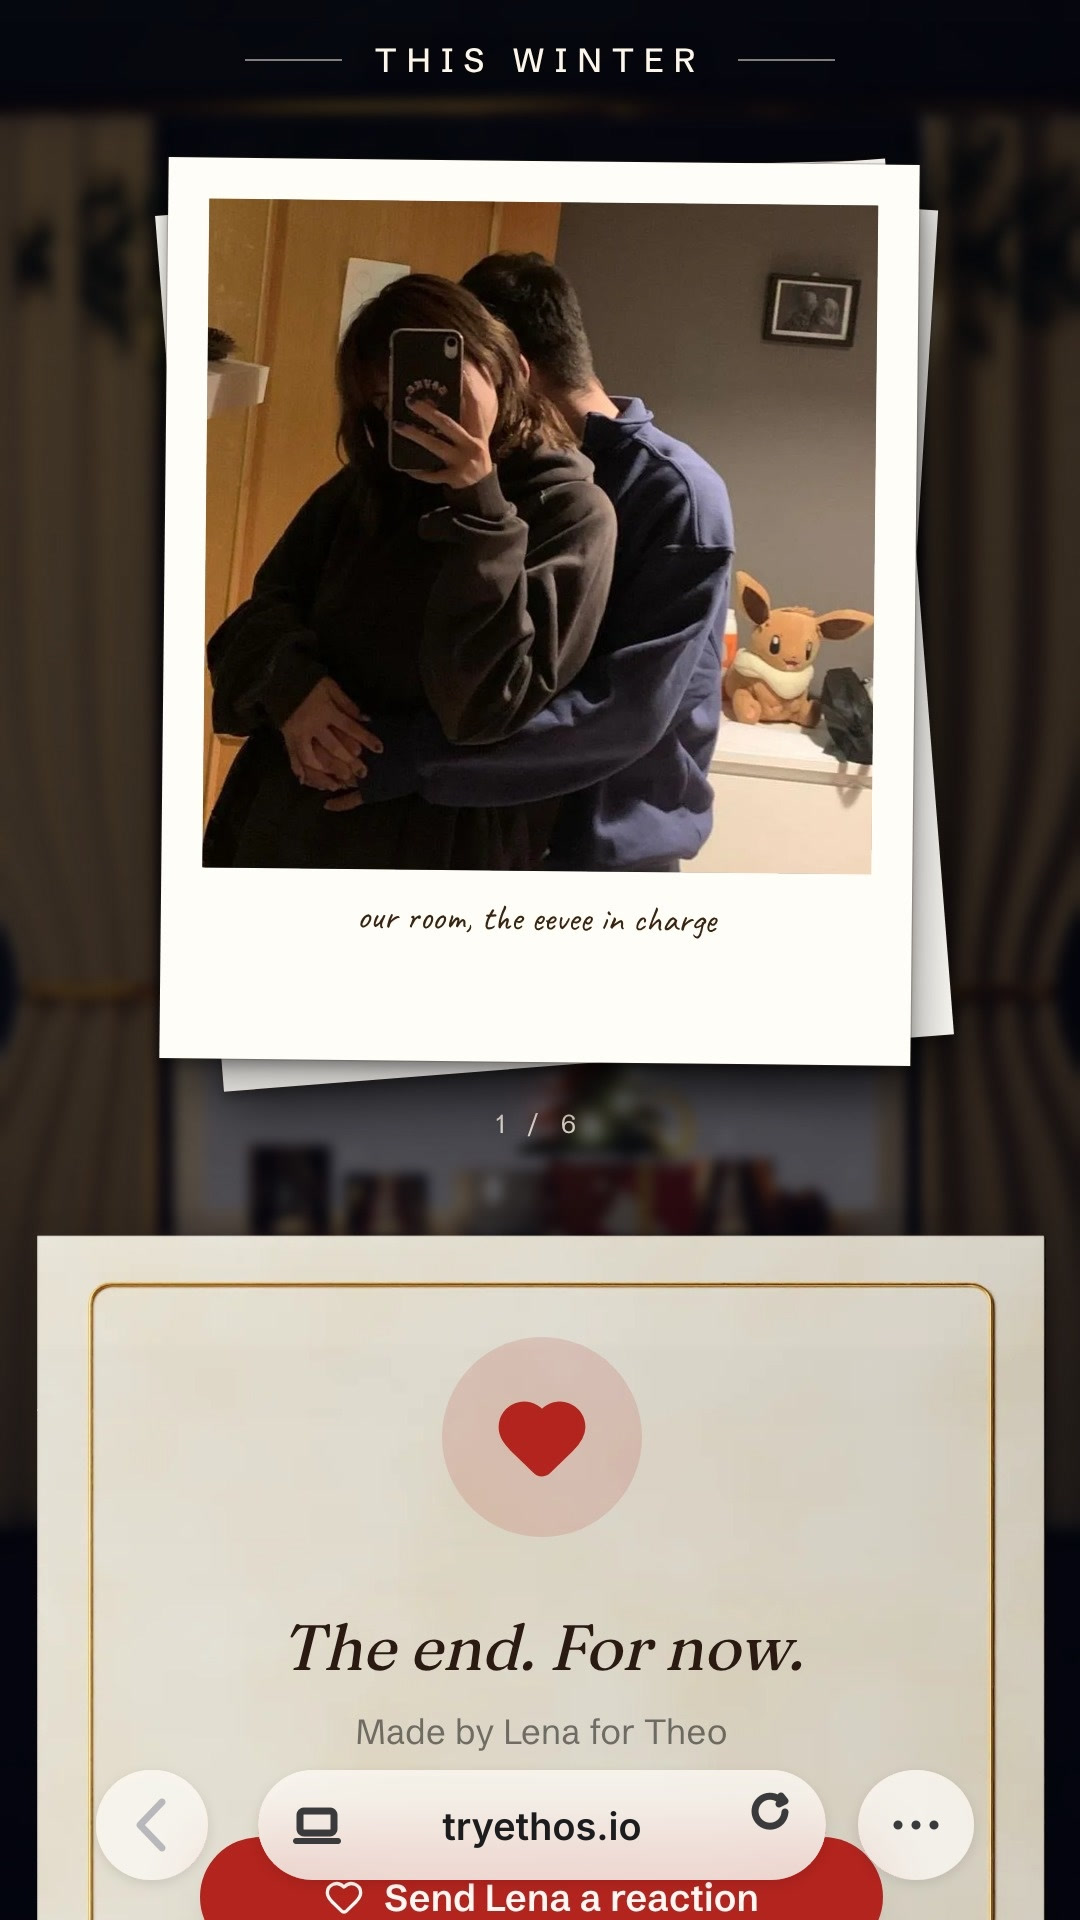 THIS WINTER
our room, the eevee in charge
1 / 6
The end. For now.
Made by Lena for Theo
tryethos.io
Send Lena a reaction